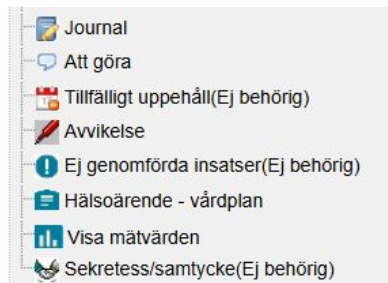 Journal
Att göra
Tillfälligt uppehåll(Ej behörig)
Avvikelse
Ej genomförda insatser(Ej behörig)
Hälsoärende - vårdplan
Visa mätvärden
Sekretess/samtycke(Ej behörig)